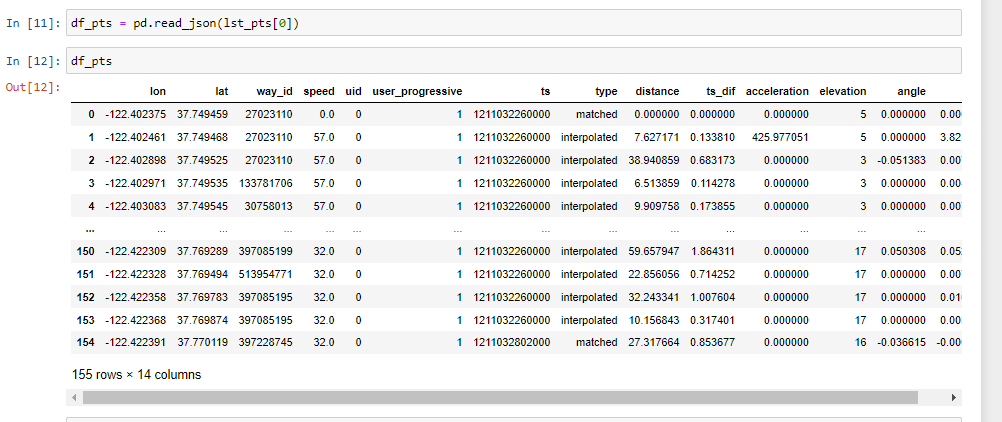 In [11]: df_pts = pd.read_json(lst_pts[0])
In [12]: df_pts
Out[12]:
lon lat way_id speed uid user_progressive ts type distance ts_dif acceleration elevation angle
0 -122.402375 37.749459 27023110 0.0 0 1 1211032260000 matched 0.000000 0.000000 0.000000 5 0.000000 0.00
1 -122.402461 37.749468 27023110 57.0 0 1 1211032260000 interpolated 7.627171 0.133810 425.977051 5 0.000000 3.82
2 -122.402898 37.749525 27023110 57.0 0 1 1211032260000 interpolated 38.940859 0.683173 0.000000 3 -0.051383 0.00
3 -122.402971 37.749535 133781706 57.0 0 1 1211032260000 interpolated 6.513859 0.114278 0.000000 3 0.000000 0.00
4 -122.403083 37.749545 30758013 57.0 0 1 1211032260000 interpolated 9.909758 0.173855 0.000000 3 0.000000 0.00
... ... ... ... ... ... ... ... ... ... ... ... ... ...
150 -122.422309 37.769289 397085199 32.0 0 1 1211032260000 interpolated 59.657947 1.864311 0.000000 17 0.050308 0.05
151 -122.422328 37.769494 513954771 32.0 0 1 1211032260000 interpolated 22.856056 0.714252 0.000000 17 0.000000 0.00
152 -122.422358 37.769783 397085195 32.0 0 1 1211032260000 interpolated 32.243341 1.007604 0.000000 17 0.000000 0.01
153 -122.422368 37.769874 397085195 32.0 0 1 1211032260000 interpolated 10.156843 0.317401 0.000000 17 0.000000 0.00
154 -122.422391 37.770119 397228745 32.0 0 1 1211032802000 matched 27.317664 0.853677 0.000000 16 -0.036615 -0.00
155 rows × 14 columns